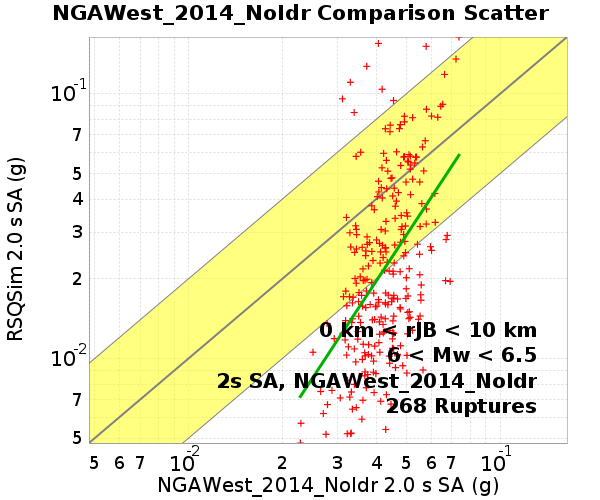 NGAWest_2014_NoIdr Comparison Scatter
RSQSim 2.0 s SA (g)
10-1
7
5
4
3
2
10-2
7
5
0 km < rJB < 10 km
6 < Mw < 6.5
2s SA, NGAWest_2014_NoIdr
268 Ruptures
5 6 7 10-2 2 3 4 5 6 7 10-1
NGAWest_2014_NoIdr 2.0 s SA (g)